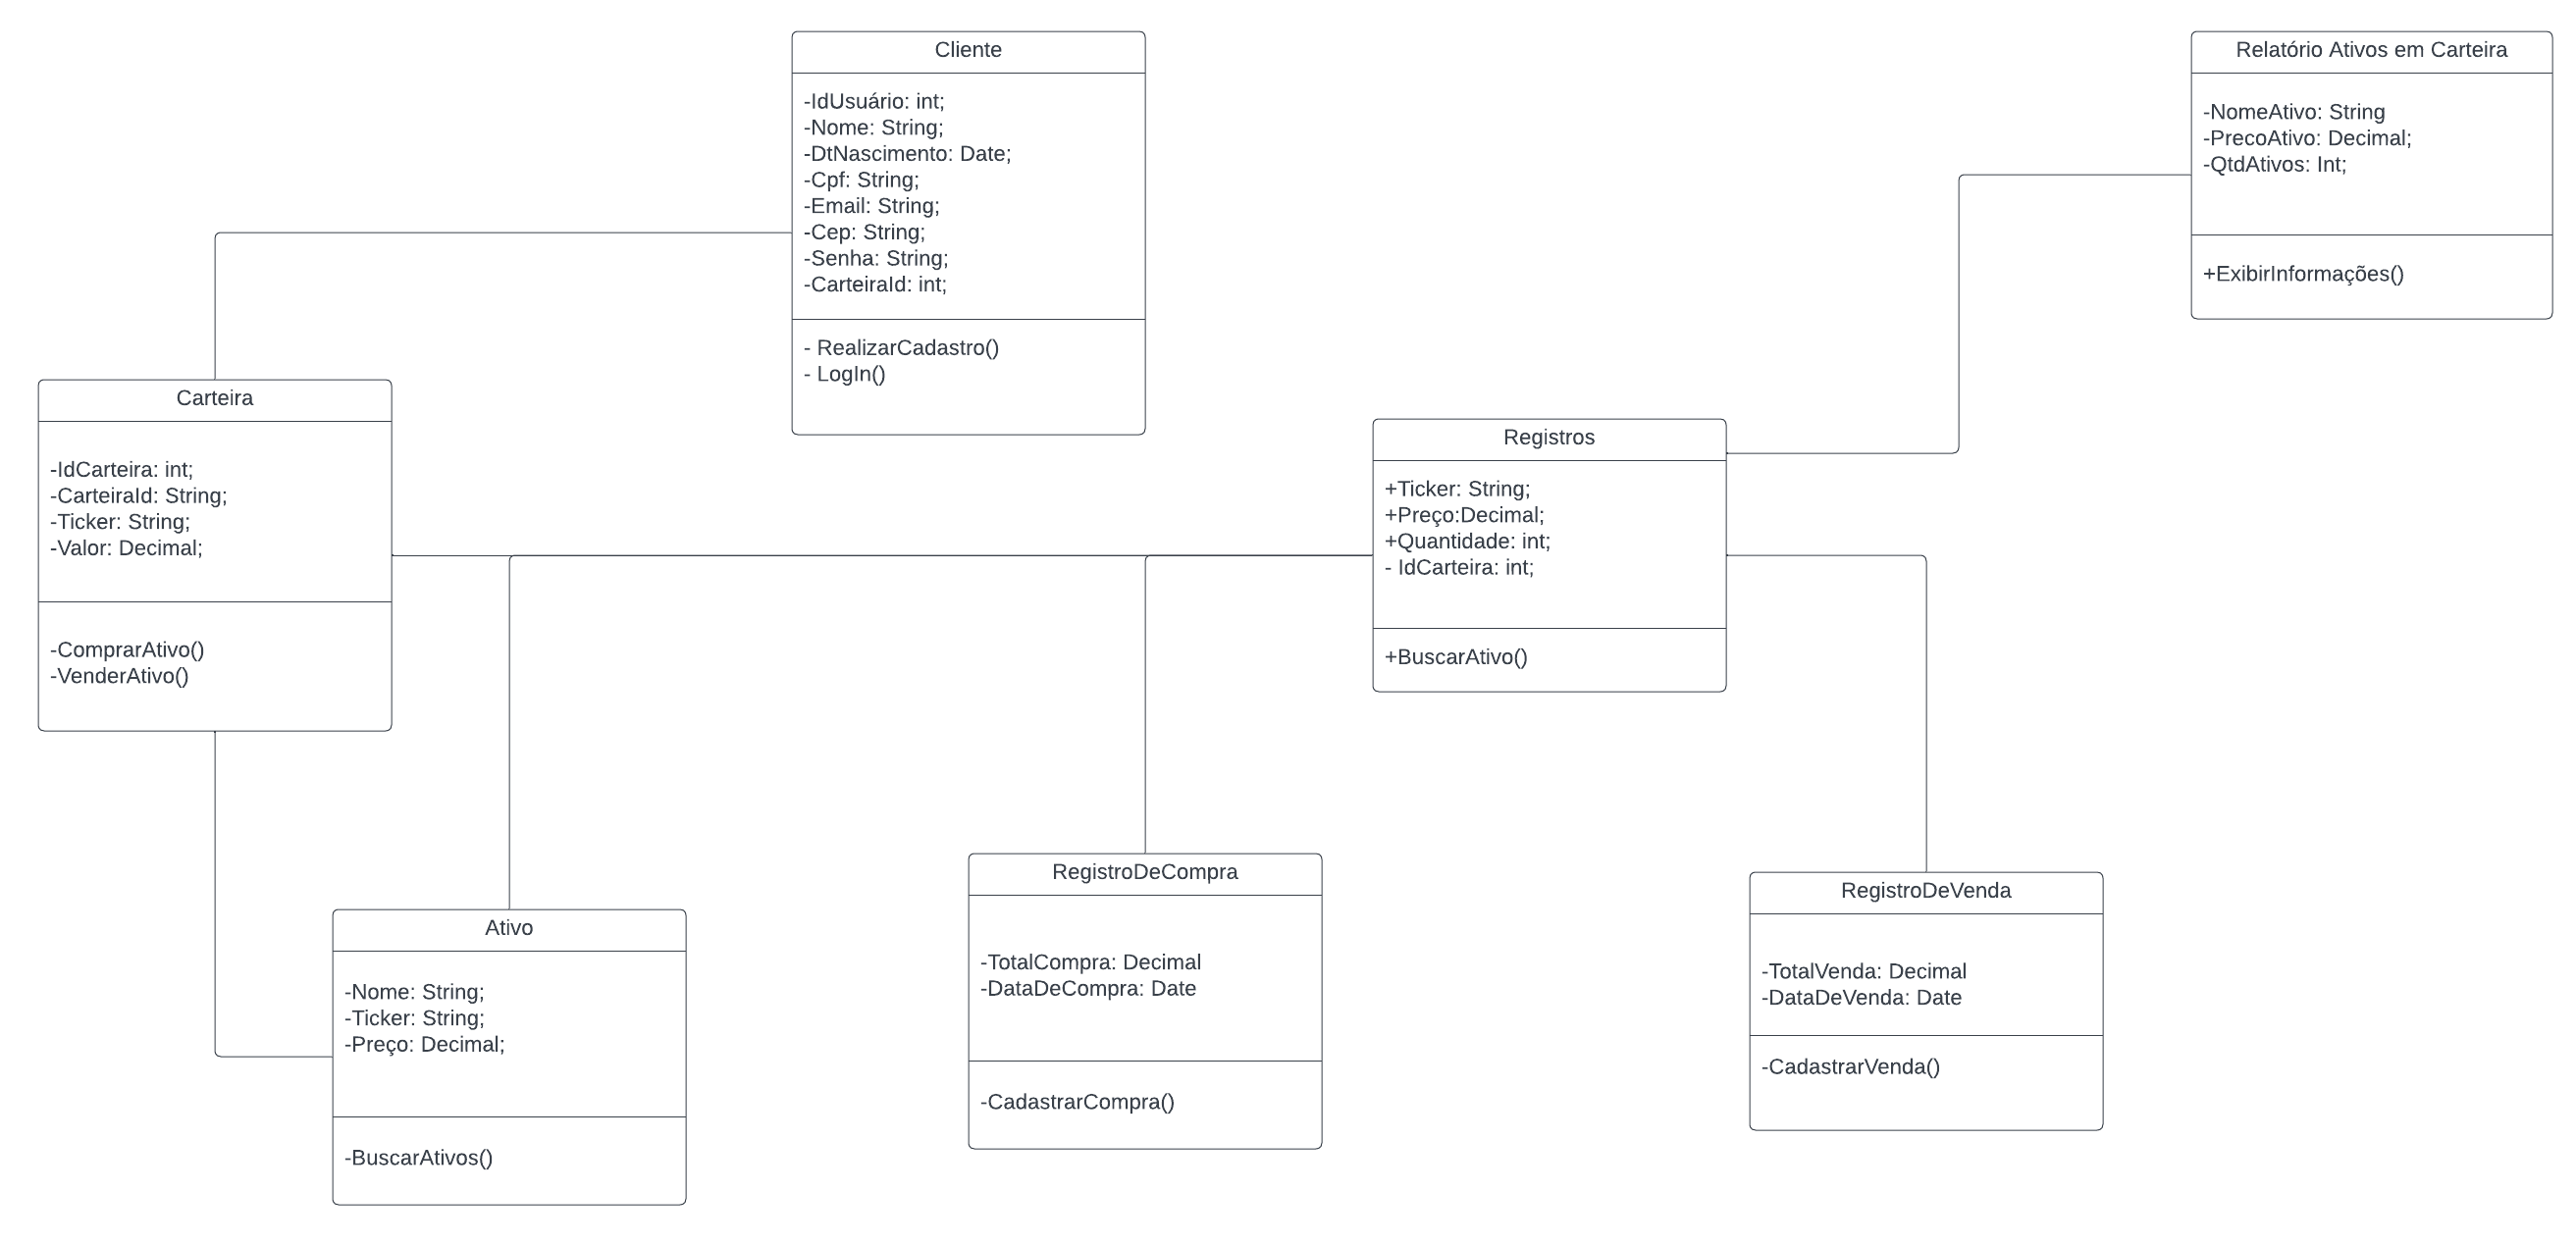 Cliente
-IdUsuário: int;
-Nome: String;
-DtNascimento: Date;
-Cpf: String;
-Email: String;
-Cep: String;
-Senha: String;
-CarteiraId: int;
- RealizarCadastro()
- LogIn()
Relatório Ativos em Carteira
-NomeAtivo: String
-PrecoAtivo: Decimal;
-QtdAtivos: Int;
+ExibirInformações()
Carteira
-IdCarteira: int;
-CarteiraId: String;
-Ticker: String;
-Valor: Decimal;
-ComprarAtivo()
-VenderAtivo()
Registros
+Ticker: String;
+Preço:Decimal;
+Quantidade: int;
- IdCarteira: int;
+BuscarAtivo()
Ativo
-Nome: String;
-Ticker: String;
-Preço: Decimal;
-BuscarAtivos()
RegistroDeCompra
-TotalCompra: Decimal
-DataDeCompra: Date
-CadastrarCompra()
RegistroDeVenda
-TotalVenda: Decimal
-DataDeVenda: Date
-CadastrarVenda()